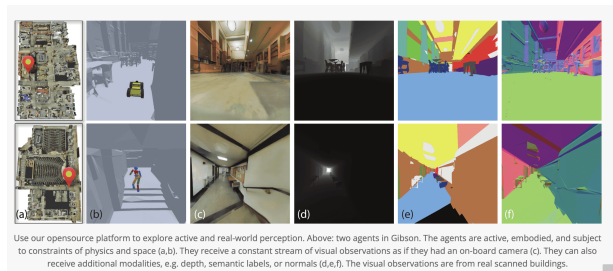 (a)
(b)
(c)
(d)
(e)
(f)
Use our opensource platform to explore active and real-world perception. Above: two agents in Gibson. The agents are active, embodied, and subject
to constraints of physics and space (a,b). They receive a constant stream of visual observations as if they had an on-board camera (c). They can also
receive additional modalities, e.g. depth, semantic labels, or normals (d,e,f). The visual observations are from real scanned buildings.